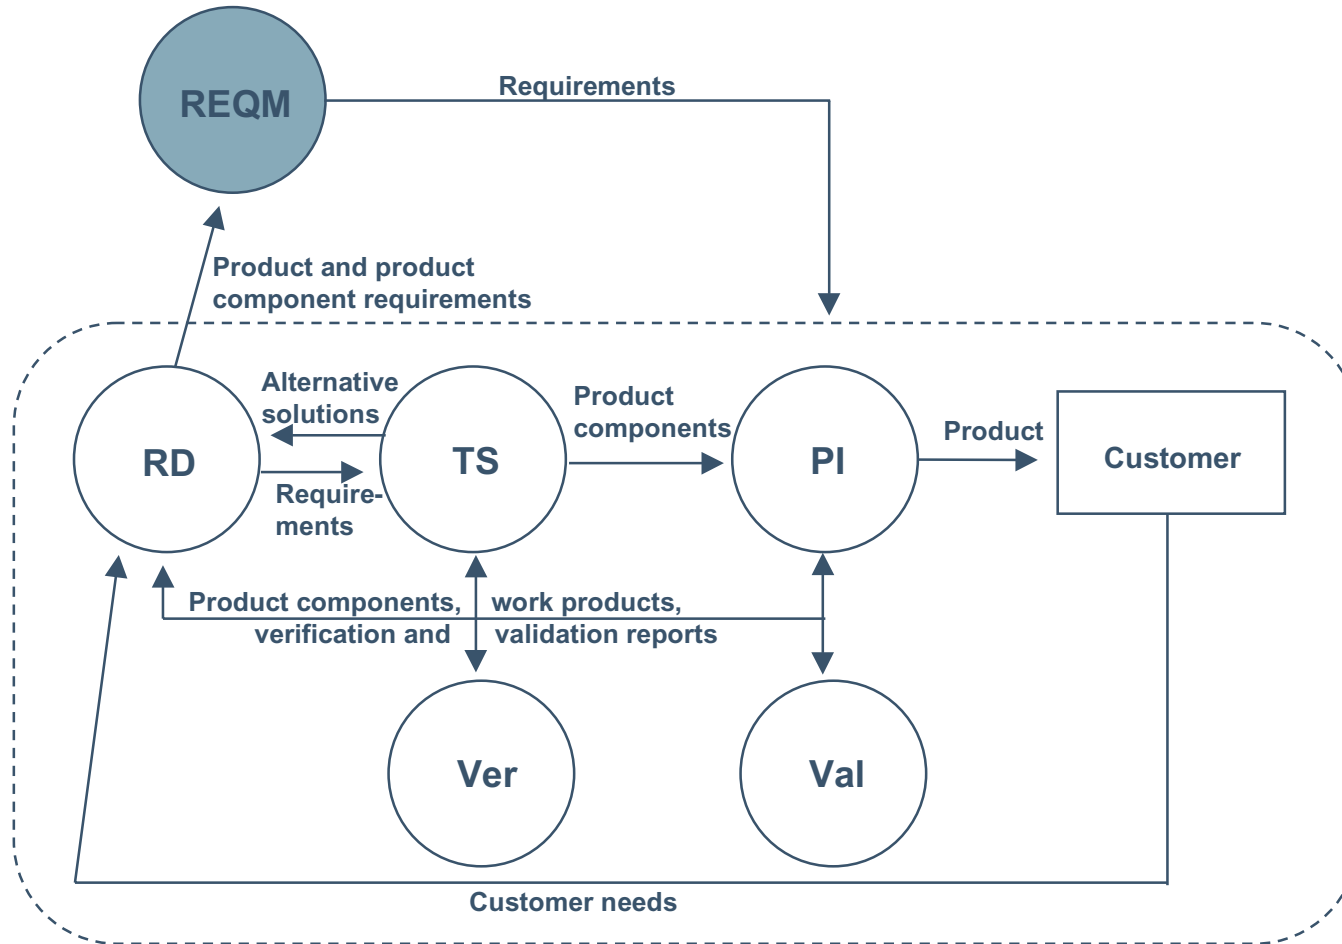 Requirements
REQM
Product and product
component requirements
Alternative
solutions
Product
components
Product
RD
TS
PI
Customer
Require-
ments
Product components, work products,
verification and validation reports
Ver
Val
Customer needs